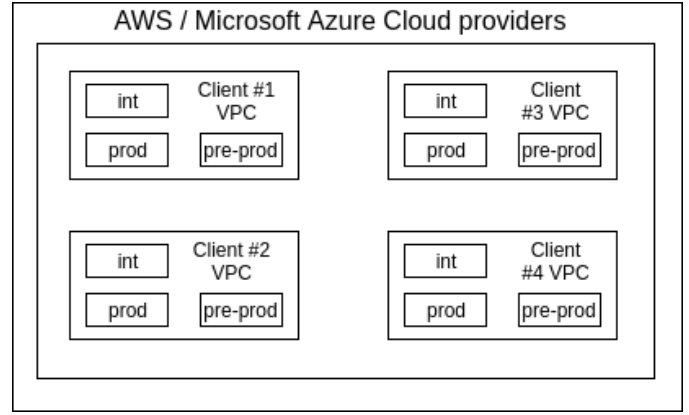 AWS / Microsoft Azure Cloud providers
int
Client #1
VPC
prod
pre-prod
int
Client
#3 VPC
prod
pre-prod
int
Client #2
VPC
prod
pre-prod
int
Client
#4 VPC
prod
pre-prod